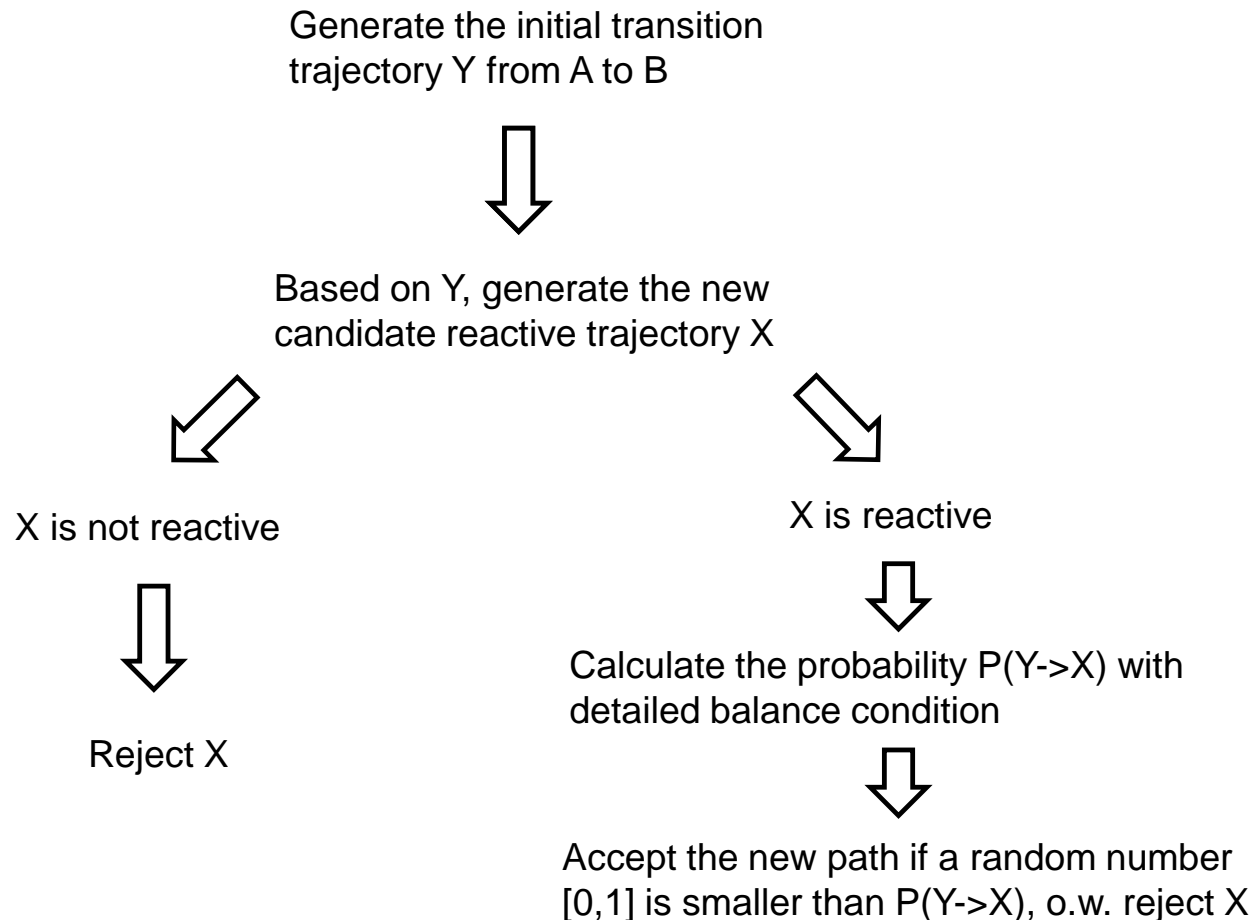 Generate the initial transition
trajectory Y from A to B
Based on Y, generate the new
candidate reactive trajectory X
X is not reactive
X is reactive
Calculate the probability P(Y->X) with
detailed balance condition
Reject X
Accept the new path if a random number
[0,1] is smaller than P(Y->X), o.w. reject X